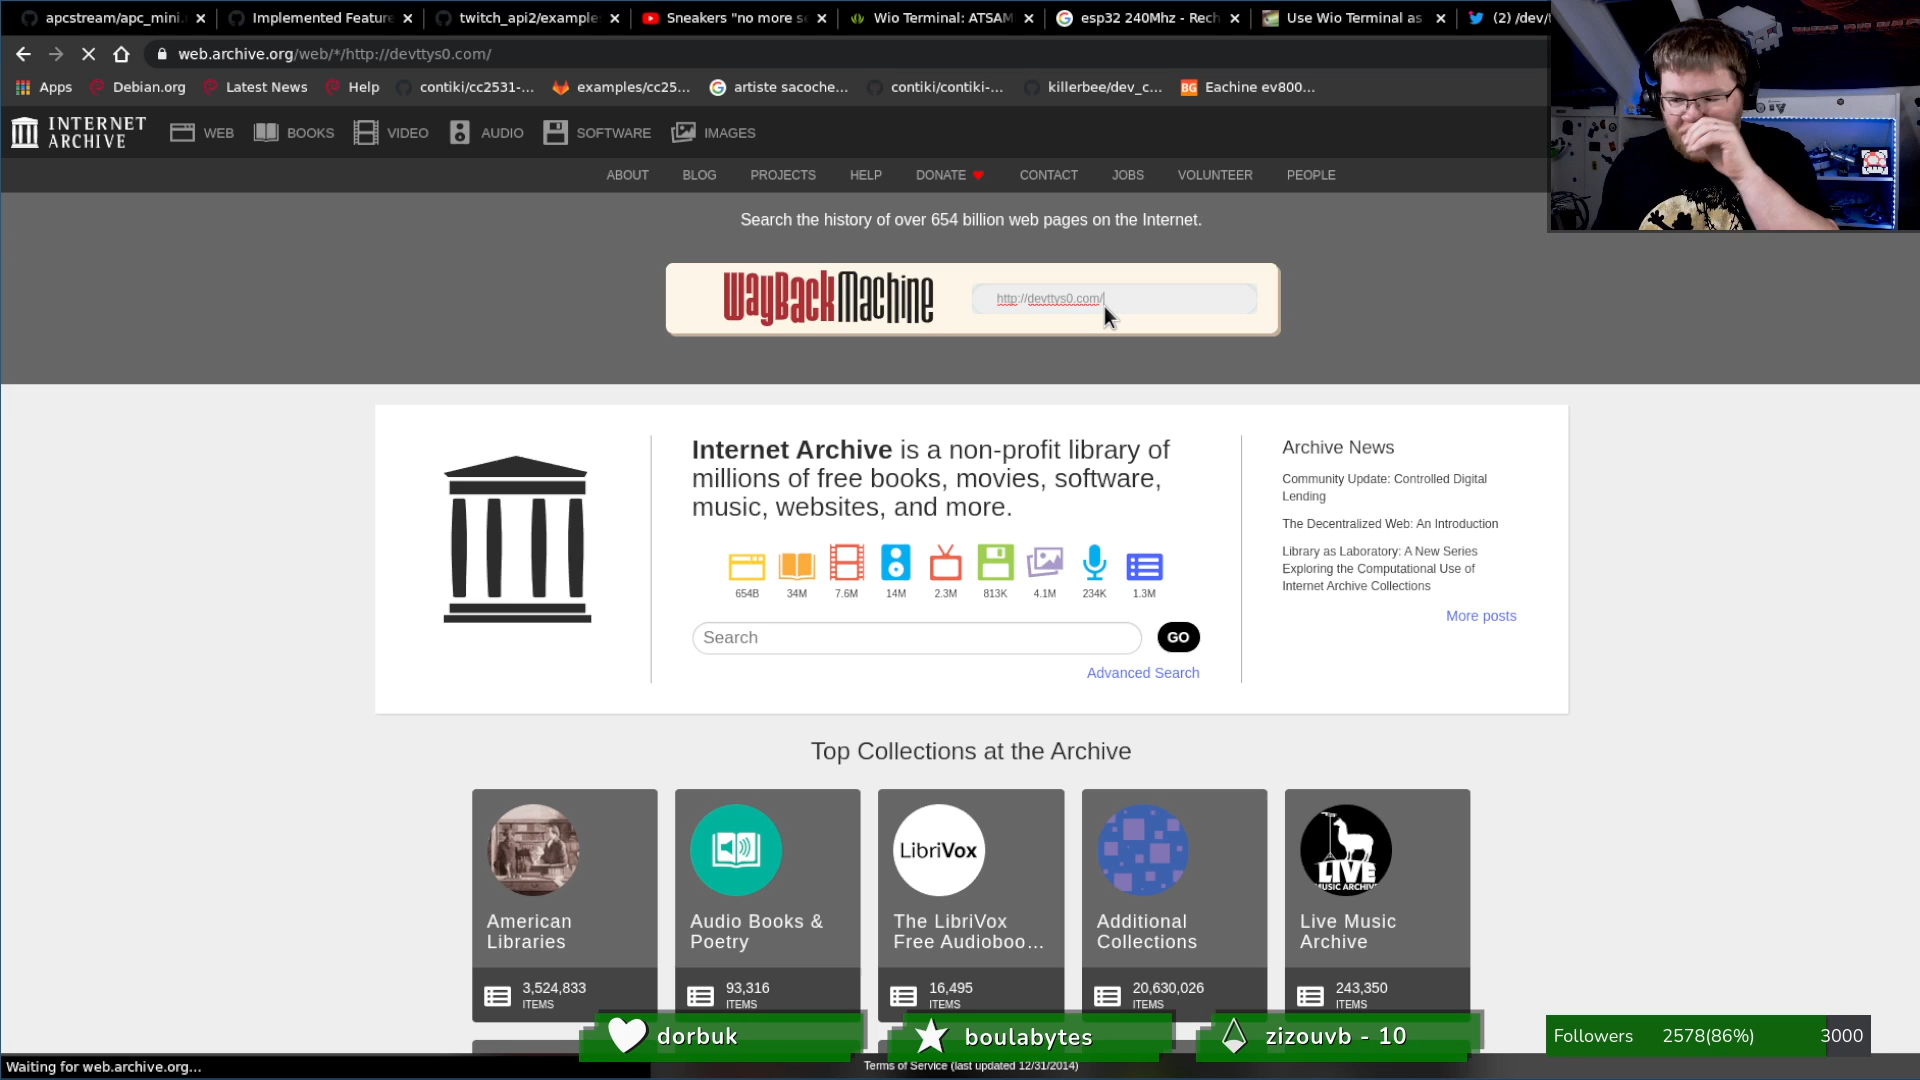 apcstream/apc_mini.
Implemented Feature
twitch_api2/example
Sneakers "no more se
Wio Terminal: ATSAM
esp32 240Mhz - Rech
Use Wio Terminal as
(2) /dev/t
web.archive.org/web/*/http://devttys0.com/
Apps
Debian.org
Latest News
Help
contiki/cc2531-...
examples/cc25...
artiste sacoche...
contiki/contiki-...
killerbee/dev_c...
BG
Eachine ev800...
INTERNET
ARCHIVE
WEB
BOOKS
VIDEO
AUDIO
SOFTWARE
IMAGES
ABOUT
BLOG
PROJECTS
HELP
DONATE
CONTACT
JOBS
VOLUNTEER
PEOPLE
Search the history of over 654 billion web pages on the Internet.
WayBackMachine
http://devttys0.com/
Internet Archive is a non-profit library of
millions of free books, movies, software,
music, websites, and more.
654B
34M
7.6M
14M
2.3M
813K
4.1M
234K
1.3M
Search
GO
Advanced Search
Archive News
Community Update: Controlled Digital
Lending
The Decentralized Web: An Introduction
Library as Laboratory: A New Series
Exploring the Computational Use of
Internet Archive Collections
More posts
Top Collections at the Archive
American
Libraries
3,524,833
ITEMS
Audio Books &
Poetry
93,316
ITEMS
LibriVox
The LibriVox
Free Audioboo...
16,495
ITEMS
Additional
Collections
20,630,026
ITEMS
LIVE
MUSIC ARCHIVE
Live Music
Archive
243,350
ITEMS
dorbuk
boulabytes
zizouvb - 10
Followers
2578(86%)
3000
Waiting for web.archive.org...
Terms of Service (last updated 12/31/2014)